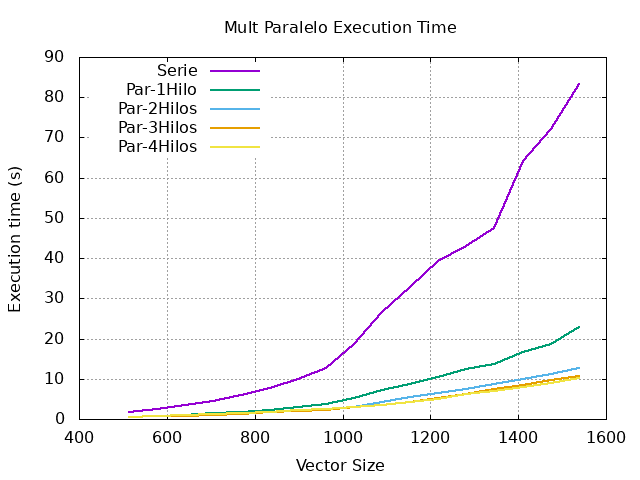 Mult Paralelo Execution Time
90
80
70
60
50
40
30
20
10
0
Execution time (s)
Serie
Par-1Hilo
Par-2Hilos
Par-3Hilos
Par-4Hilos
400 600 800 1000 1200 1400 1600
Vector Size